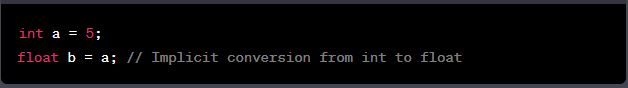 int a = 5;
float b = a; // Implicit conversion from int to float